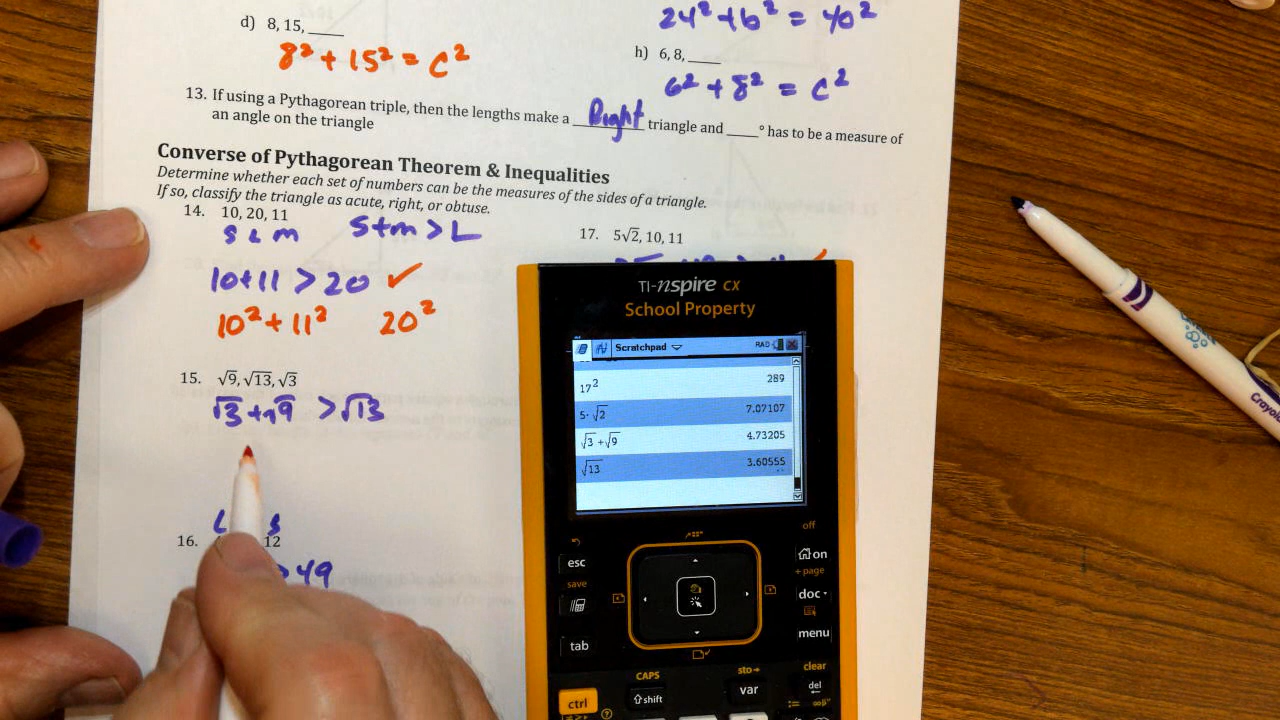 24² + b² = 40²
d) 8, 15, ____
8² + 15² = c²
h) 6, 8, ____
6² + 8² = c²
13. If using a Pythagorean triple, then the lengths make a Right triangle and ____° has to be a measure of
an angle on the triangle
Converse of Pythagorean Theorem & Inequalities
Determine whether each set of numbers can be the measures of the sides of a triangle.
If so, classify the triangle as acute, right, or obtuse.
14. 10, 20, 11
S L M
S+M > L
10+11 > 20 ✓
10² + 11² 20²
15. √9, √13, √3
√3 + √9 > √13
16. 12
L S
> 49
17. 5√2, 10, 11
TI-nspire CX
School Property
Scratchpad
RAD
17² 289
5·√2 7.07107
√3+√9 4.73205
√13 3.60555
esc
save
tab
ctrl
CAPS
shift
sto→
var
clear
del
off
on
+ page
doc
menu
Crayola